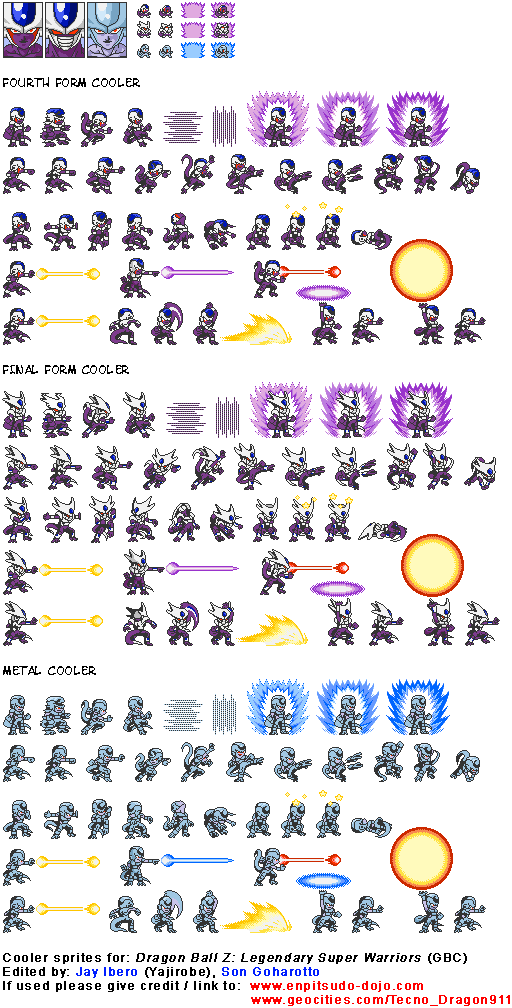 FOURTH FORM COOLER
FINAL FORM COOLER
METAL COOLER
Cooler sprites for: Dragon Ball Z: Legendary Super Warriors (GBC)
Edited by: Jay Ibero (Yajirobe), Son Goharotto
If used please give credit / link to: www.enpitsudo-dojo.com
www.geocities.com/Tecno_Dragon911